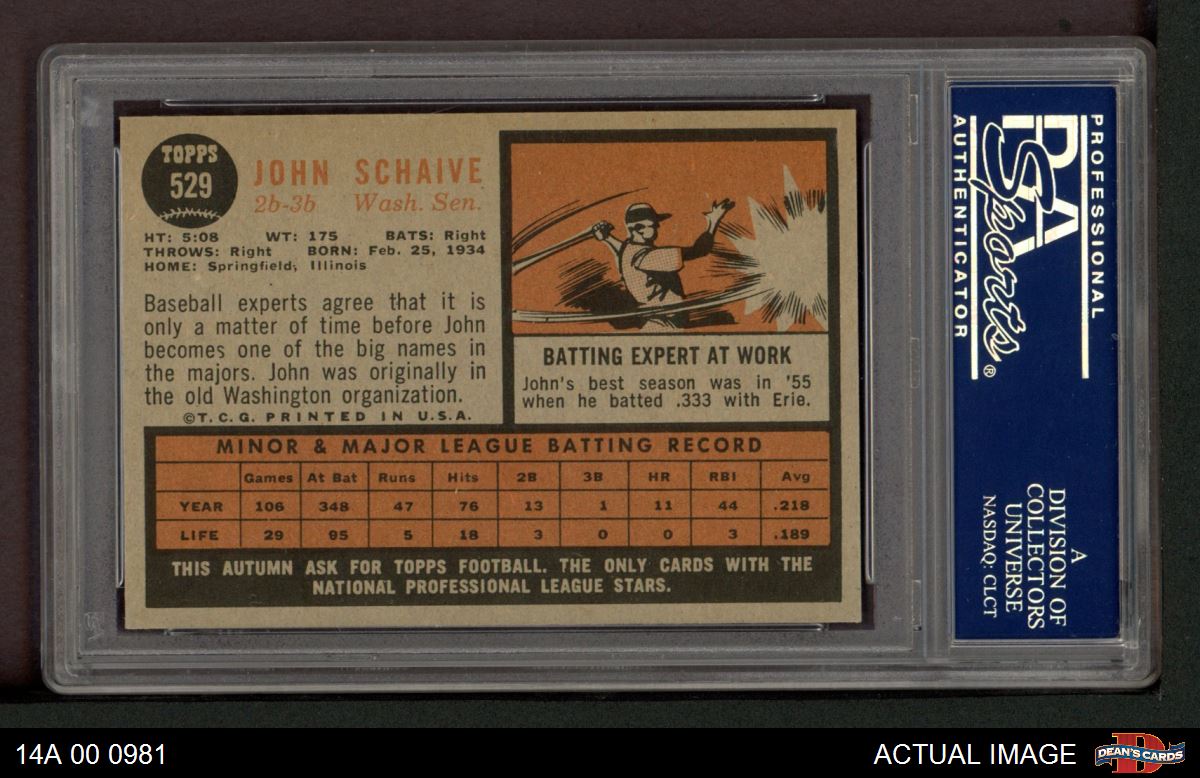 TOPPS
529
JOHN SCHAIVE
2b-3b Wash. Sen.
HT: 5:08 WT: 175 BATS: Right
THROWS: Right BORN: Feb. 25, 1934
HOME: Springfield, Illinois
Baseball experts agree that it is
only a matter of time before John
becomes one of the big names in
the majors. John was originally in
the old Washington organization.
©T.C.G. PRINTED IN U.S.A.
BATTING EXPERT AT WORK
John's best season was in '55
when he batted .333 with Erie.
MINOR & MAJOR LEAGUE BATTING RECORD
Games At Bat Runs Hits 2B 3B HR RBI Avg
YEAR 106 348 47 76 13 1 11 44 .218
LIFE 29 95 5 18 3 0 0 3 .189
THIS AUTUMN ASK FOR TOPPS FOOTBALL. THE ONLY CARDS WITH THE
NATIONAL PROFESSIONAL LEAGUE STARS.
PROFESSIONAL
PSA
Sports®
AUTHENTICATOR
A
DIVISION OF
COLLECTORS
UNIVERSE
NASDAQ: CLCT
14A 00 0981
ACTUAL IMAGE
DEAN'S CARDS